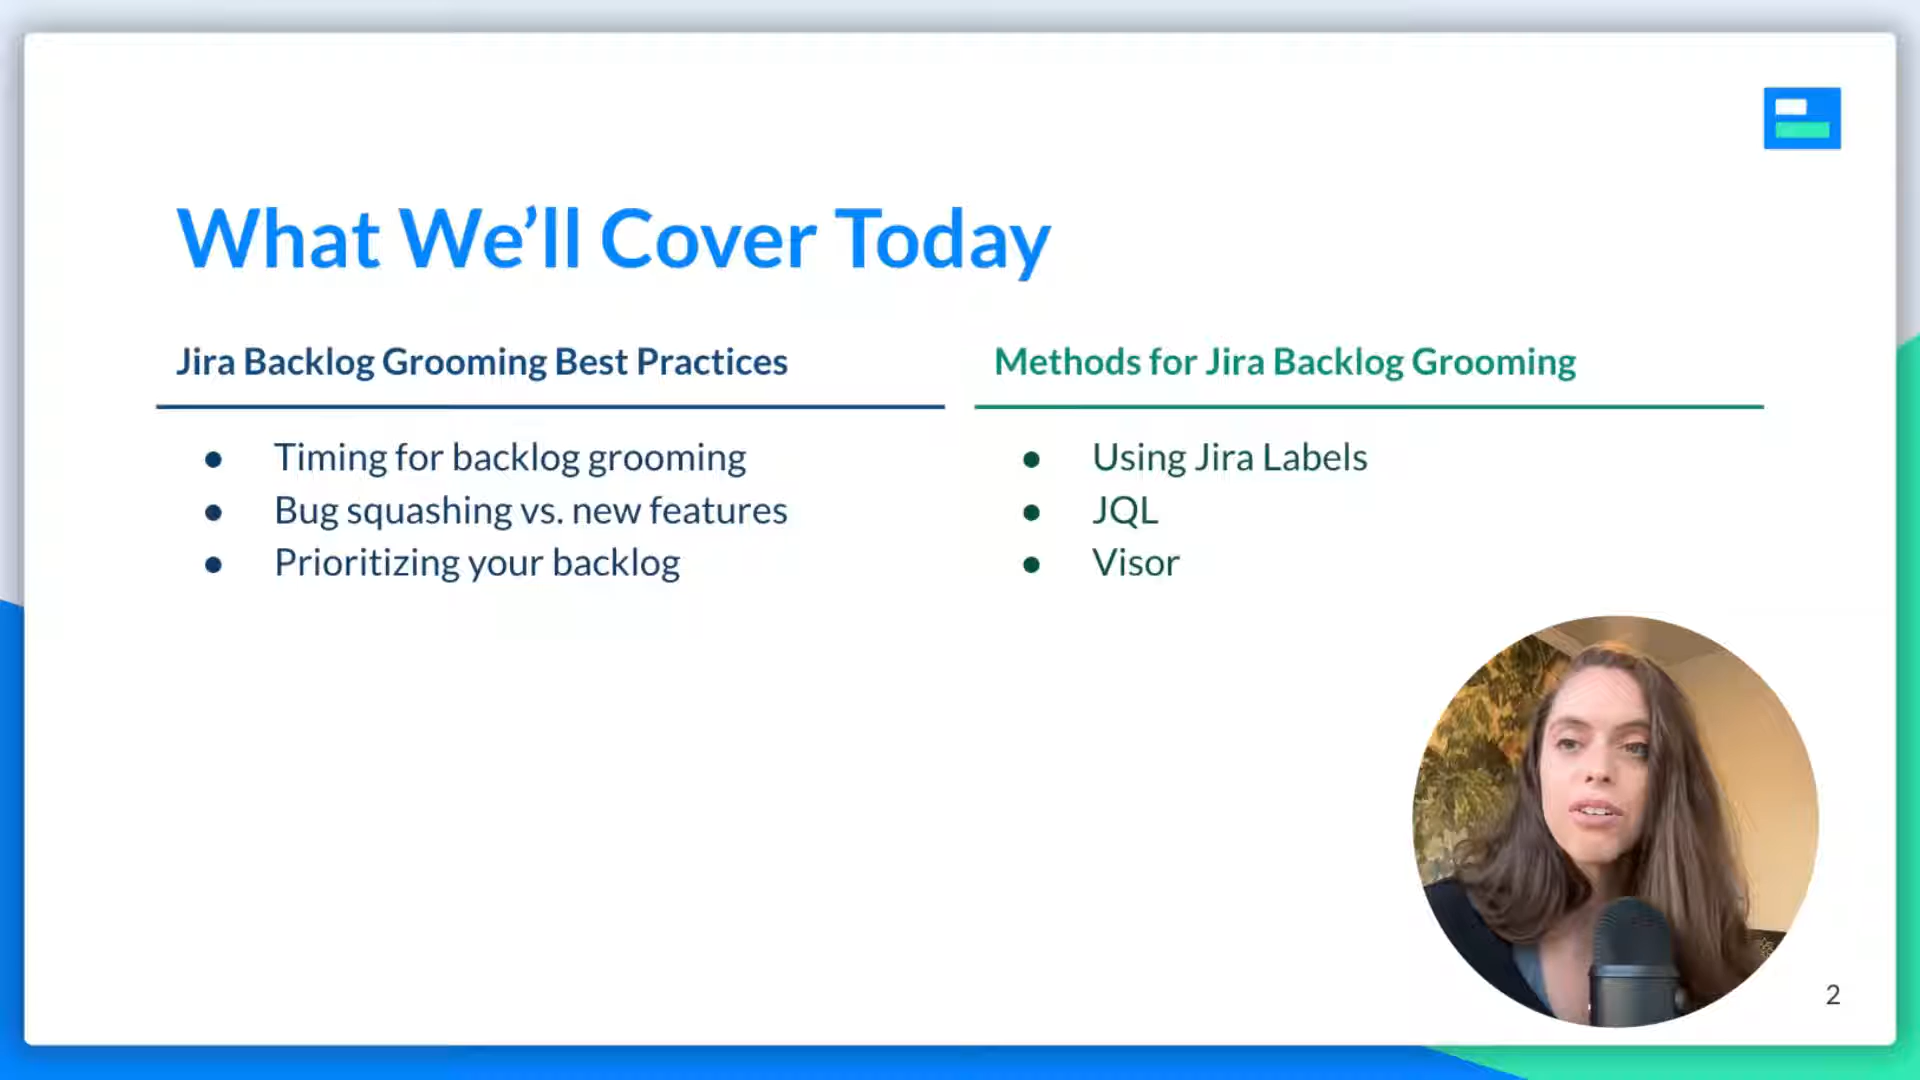 What We’ll Cover Today
Jira Backlog Grooming Best Practices
● Timing for backlog grooming
● Bug squashing vs. new features
● Prioritizing your backlog
Methods for Jira Backlog Grooming
● Using Jira Labels
● JQL
● Visor
2